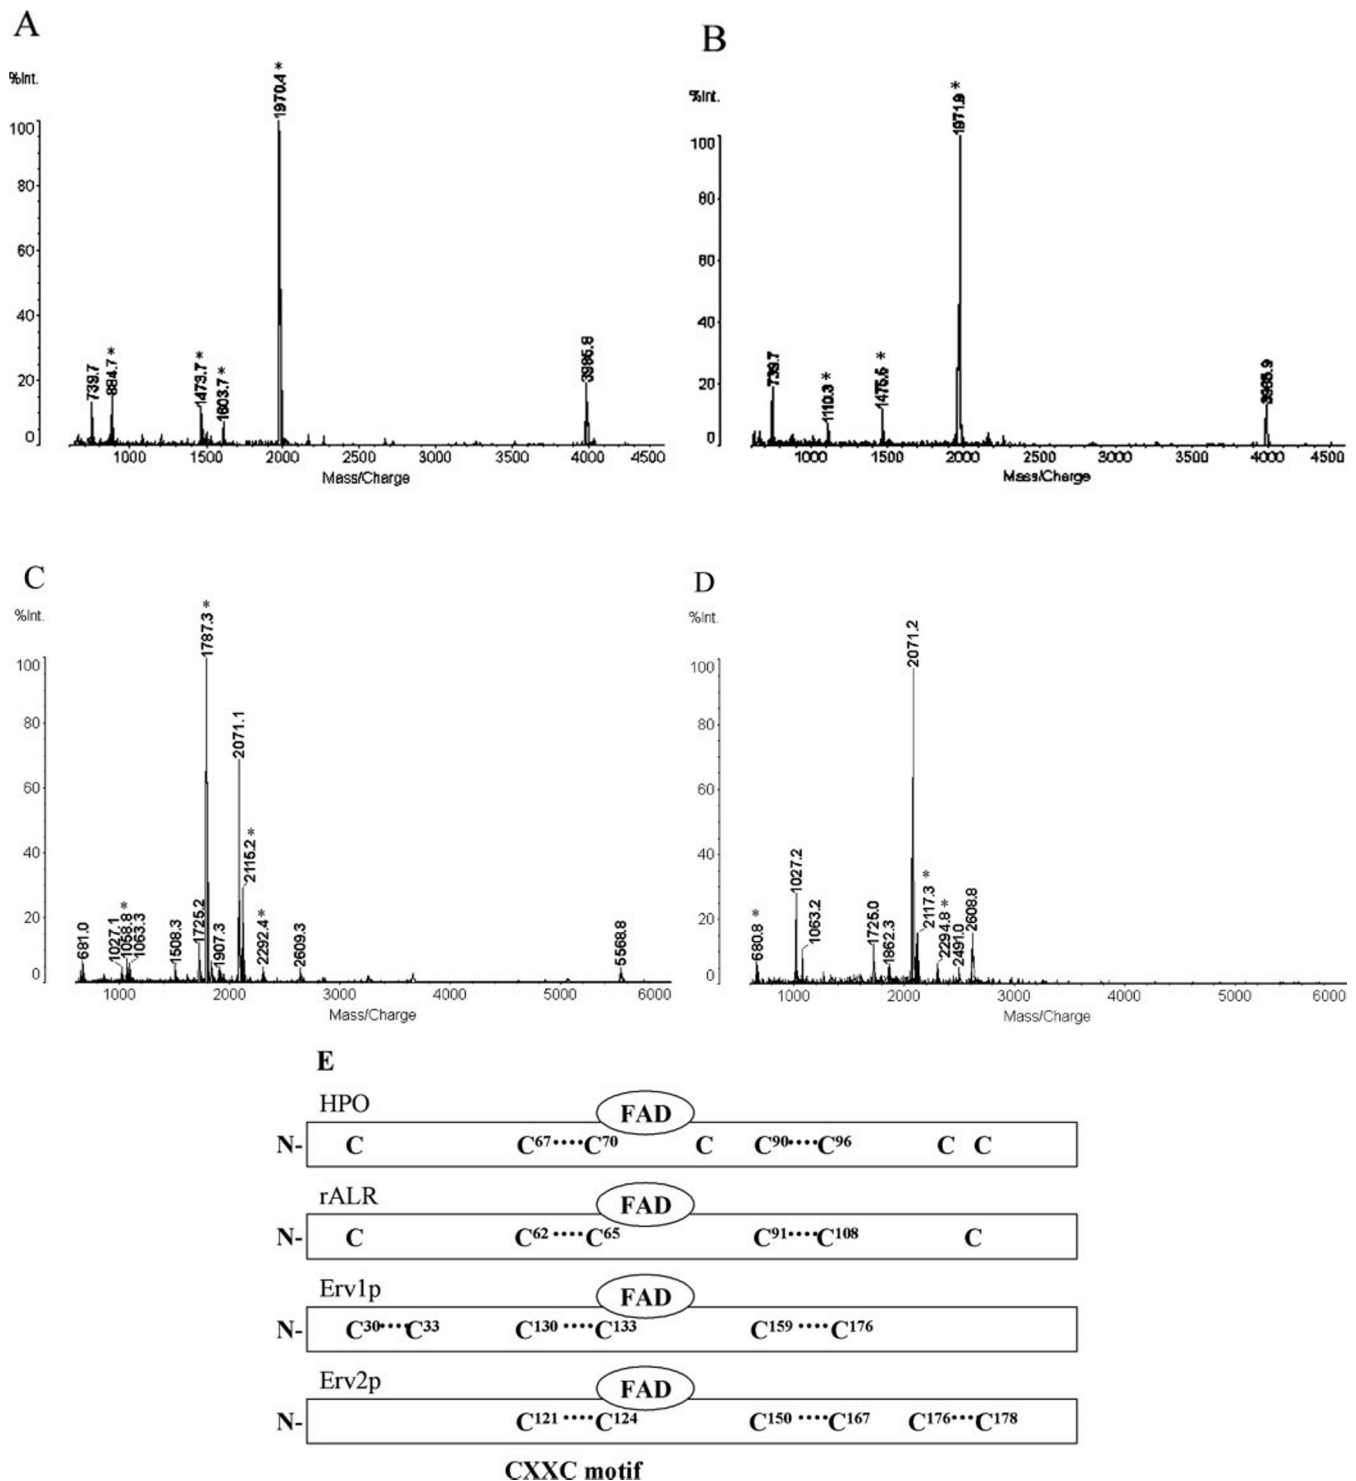 A
%Int.
100
80
60
40
20
0
739.7
884.7 *
1473.7 *
1603.7 *
1970.4 *
3985.8
1000 1500 2000 2500 3000 3500 4000 4500
Mass/Charge
B
%Int.
100
80
60
40
20
0
739.7
1110.3 *
1971.9 *
1000 1500 2000 2500 3000 3500 4000 4500
Mass/Charge
C
%Int.
100
80
60
40
20
0
681.0
1027.1
1058.8 *
1063.3
1508.3
1725.2
1787.3 *
1907.3
2071.1
2115.2 *
2292.4 *
2609.3
5568.8
1000 2000 3000 4000 5000 6000
Mass/Charge
D
%Int.
100
80
60
40
20
0
680.8 *
1027.2
1063.2
1725.0
1862.3
2071.2
2117.3 *
2294.8 *
2491.0
2608.8
1000 2000 3000 4000 5000 6000
Mass/Charge
E
HPO
FAD
N- C C67 •••• C70 C C90 •••• C96 C C
rALR
FAD
N- C C62 •••• C65 C91 •••• C108 C
Erv1p
FAD
N- C30 •••• C33 C130 •••• C133 C159 •••• C176
Erv2p
FAD
N- C121 •••• C124 C150 •••• C167 C176 •••• C178
CXXC motif